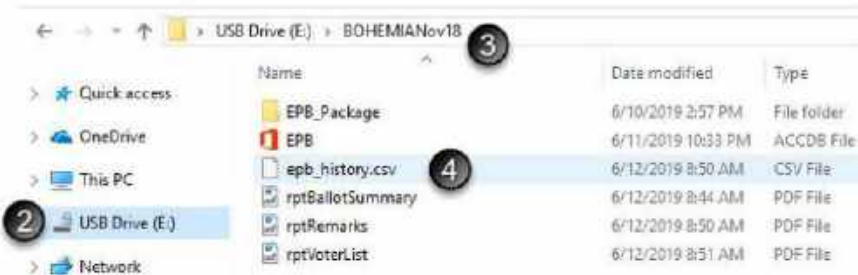 USB Drive (E:) > BOHEMIANov18
3
Name Date modified Type
Quick access
EPB_Package 6/10/2019 2:57 PM File folder
OneDrive
EPB 6/11/2019 10:33 PM ACCDB File
epb_history.csv 4 6/12/2019 8:50 AM CSV File
This PC
rptBallotSummary 6/12/2019 8:44 AM PDF File
2 USB Drive (E:)
rptRemarks 6/12/2019 8:50 AM PDF File
rptVoterList 6/12/2019 8:51 AM PDF File
Network